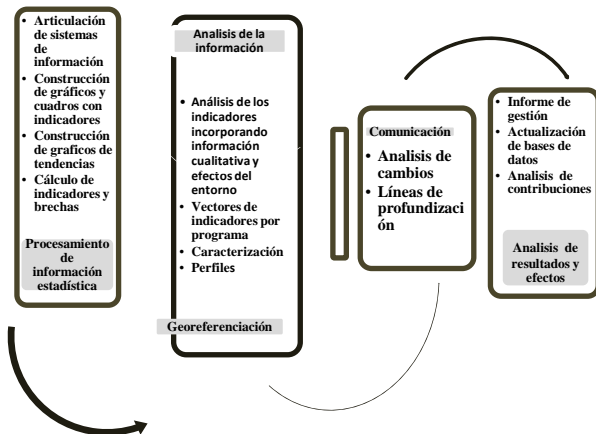 • Articulación
de sistemas
de
información
• Construcción
de gráficos y
cuadros con
indicadores
• Construcción
de graficos de
tendencias
• Cálculo de
indicadores y
brechas
Procesamiento
de
información
estadística
Analisis de la
información
• Análisis de los
indicadores
incorporando
información
cualitativa y
efectos del
entorno
• Vectores de
indicadores por
programa
• Caracterización
• Perfiles
Georeferenciación
Comunicación
• Analisis de
cambios
• Líneas de
profundizaci
ón
• Informe de
gestión
• Actualización
de bases de
datos
• Analisis de
contribuciones
Analisis de
resultados y
efectos